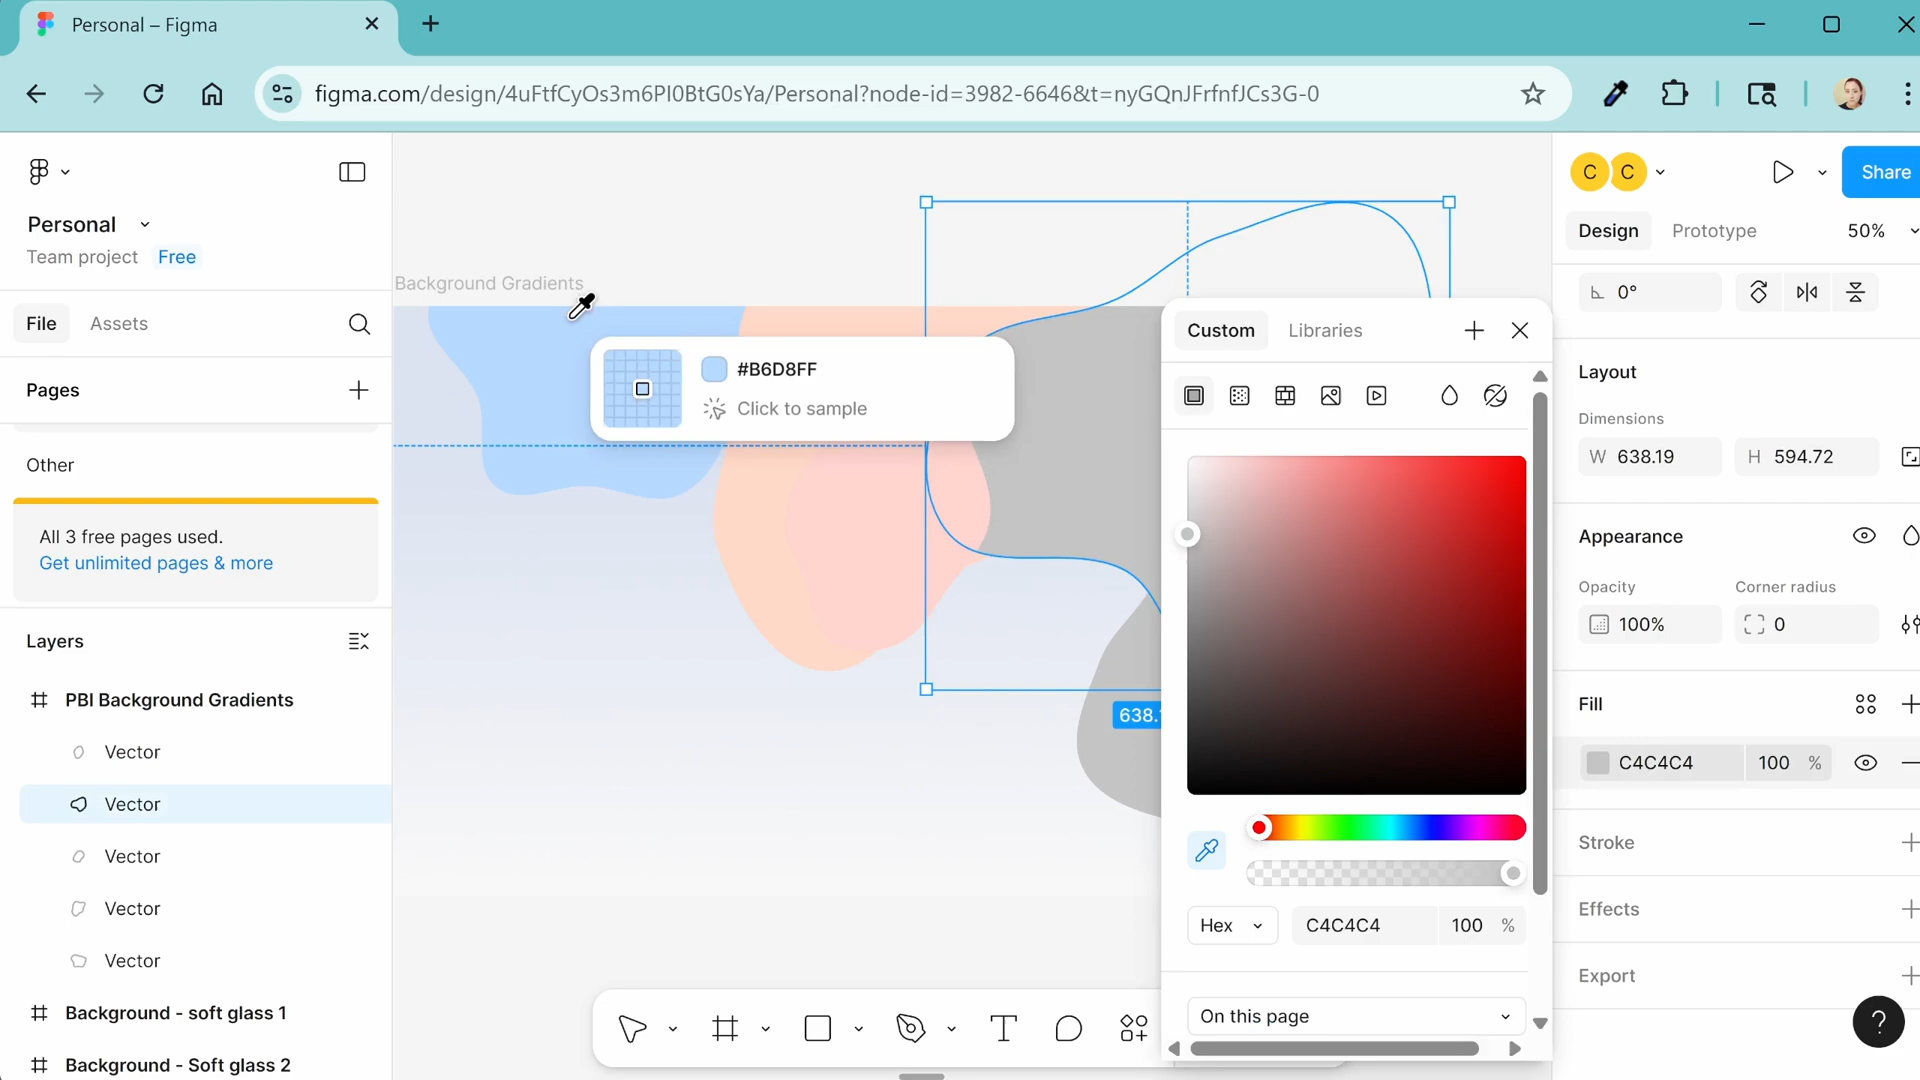 Personal – Figma
figma.com/design/4uFtfCyOs3m6PI0BtG0sYa/Personal?node-id=3982-6646&t=nyGQnJFrfnfJCs3G-0
Personal
Team project Free
File Assets
Pages
Other
All 3 free pages used.
Get unlimited pages & more
Layers
PBI Background Gradients
Vector
Vector
Vector
Vector
Vector
Background - soft glass 1
Background - Soft glass 2
Background Gradients
#B6D8FF
Click to sample
638.
Custom Libraries
Hex C4C4C4 100 %
On this page
C C Share
Design Prototype 50%
0°
Layout
Dimensions
W 638.19 H 594.72
Appearance
Opacity Corner radius
100% 0
Fill
C4C4C4 100 %
Stroke
Effects
Export
?